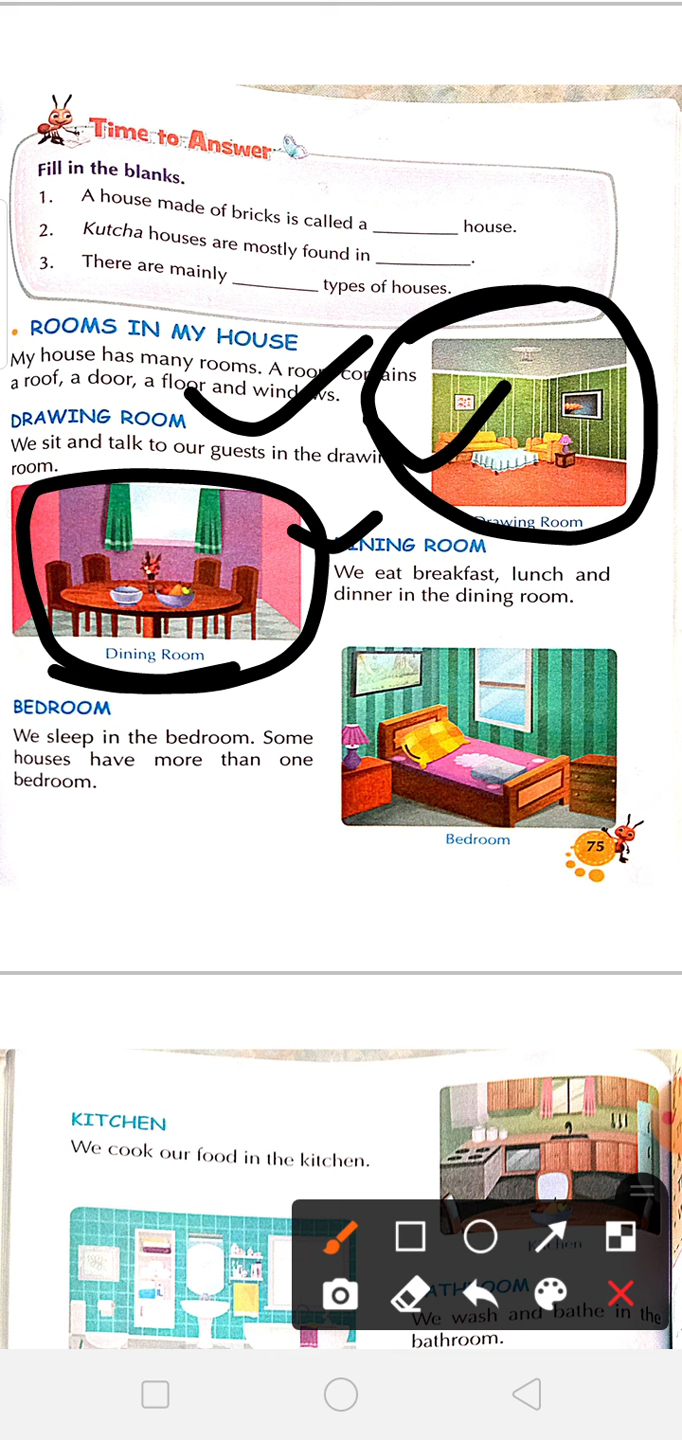 Time to Answer
Fill in the blanks.
1. A house made of bricks is called a ________ house.
2. Kutcha houses are mostly found in ________.
3. There are mainly ________ types of houses.
ROOMS IN MY HOUSE
My house has many rooms. A room contains
a roof, a door, a floor and windows.
DRAWING ROOM
We sit and talk to our guests in the drawing
room.
Drawing Room
Dining Room
DINING ROOM
We eat breakfast, lunch and
dinner in the dining room.
BEDROOM
We sleep in the bedroom. Some
houses have more than one
bedroom.
Bedroom
75
KITCHEN
We cook our food in the kitchen.
Kitchen
BATHROOM
We wash and bathe in the
bathroom.